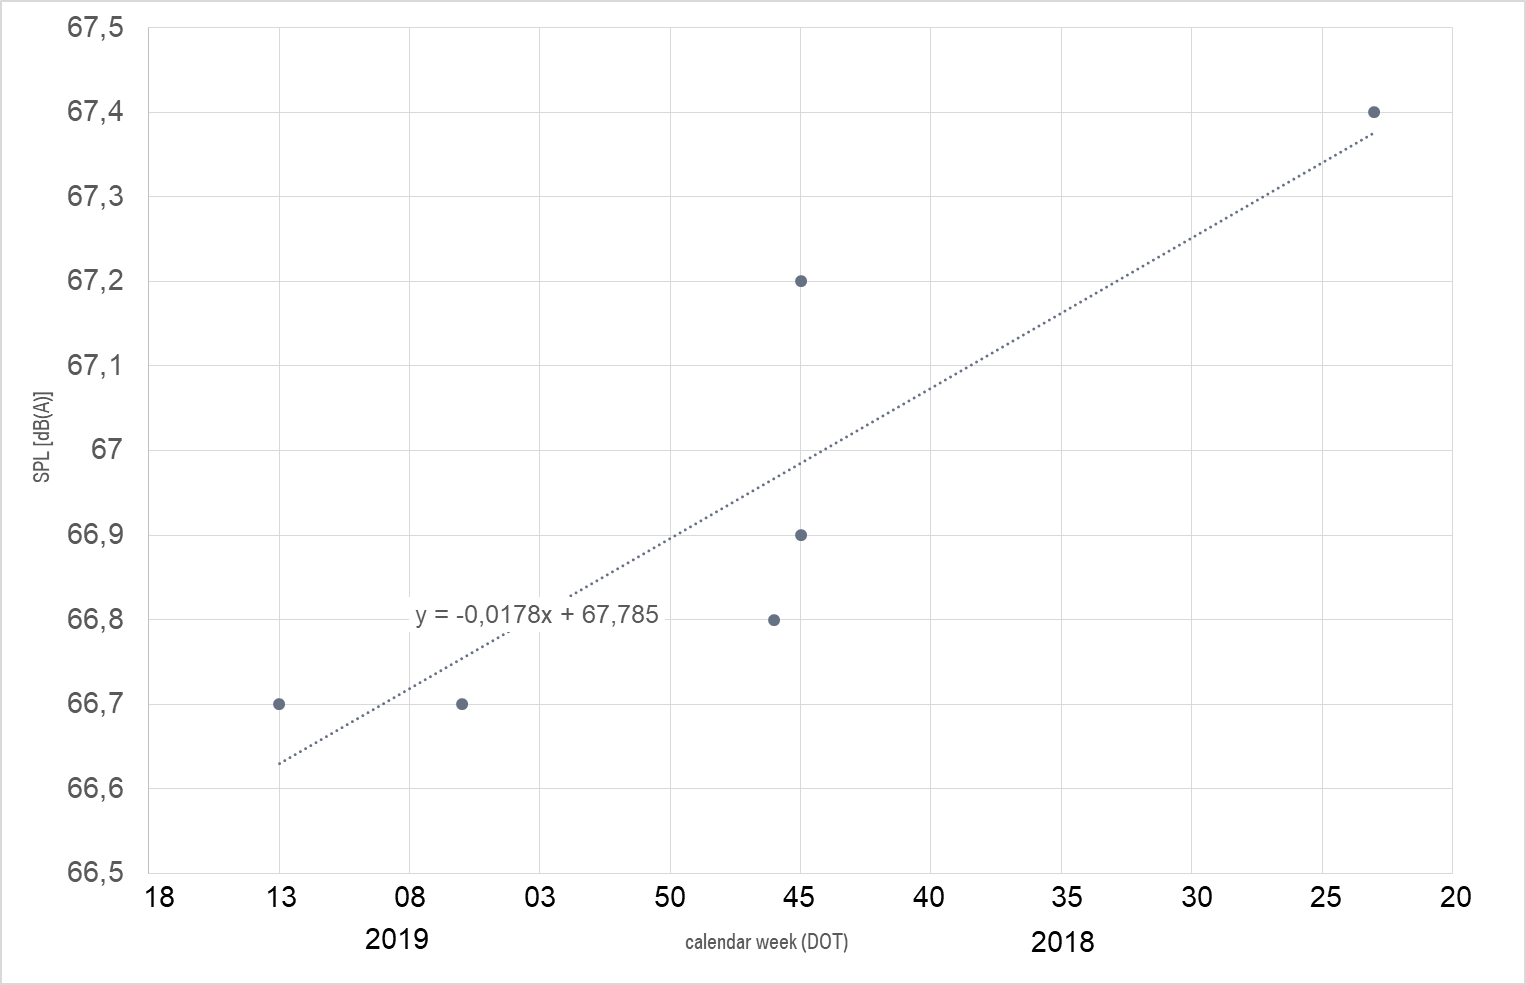 67,5
67,4
67,3
67,2
67,1
67
66,9
66,8
66,7
66,6
66,5
SPL [dB(A)]
y = -0,0178x + 67,785
18 13 08 03 50 45 40 35 30 25 20
2019 calendar week (DOT) 2018